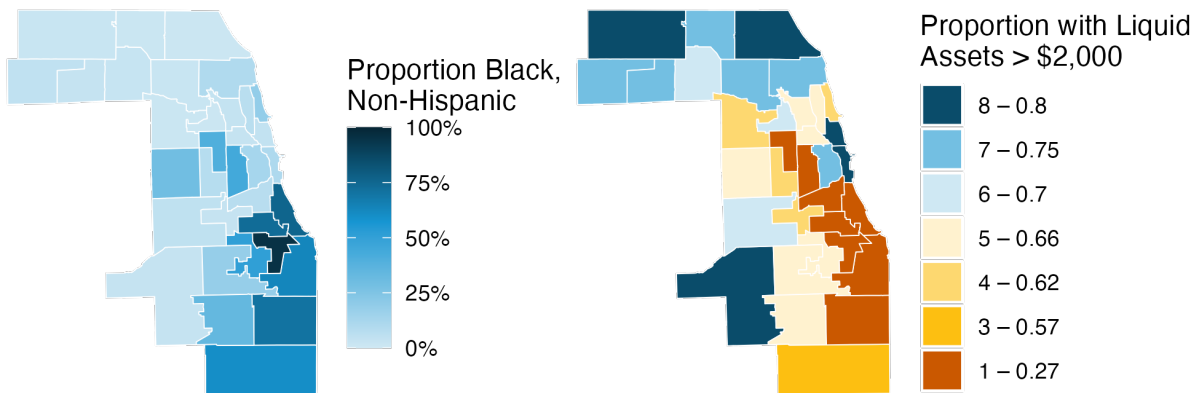 Proportion Black,
Non-Hispanic
100%
75%
50%
25%
0%
Proportion with Liquid
Assets > $2,000
8 – 0.8
7 – 0.75
6 – 0.7
5 – 0.66
4 – 0.62
3 – 0.57
1 – 0.27